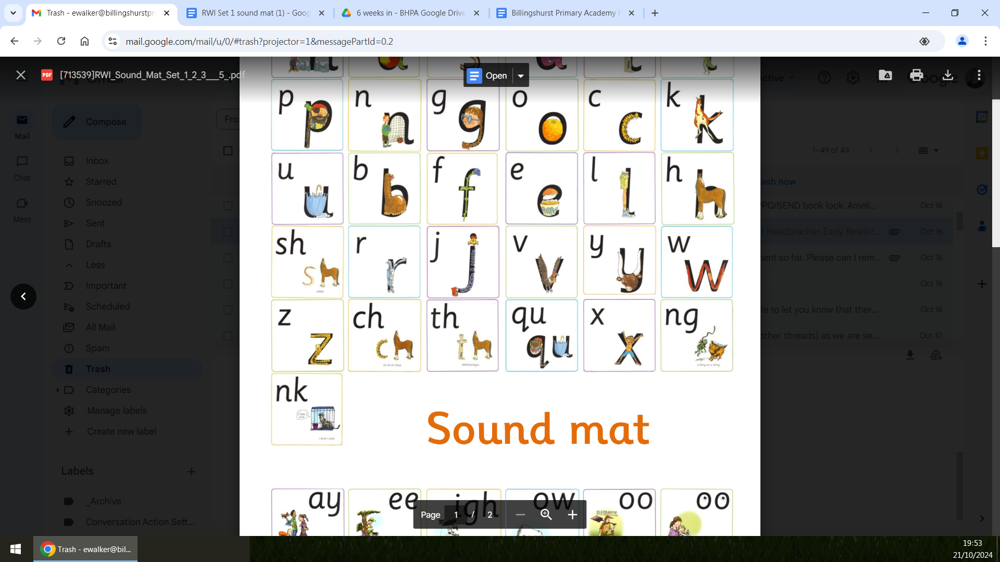 Trash - ewalker@billingshurstpr
RWI Set 1 sound mat (1) - Goog
6 weeks in - BHPA Google Drive
Billingshurst Primary Academy
mail.google.com/mail/u/0/#trash?projector=1&messagePartId=0.2
[713539]RWI_Sound_Mat_Set_1_2_3___5_.pdf
Open
Compose
Mail
Chat
Meet
Inbox
Starred
Snoozed
Sent
Drafts
Less
Important
Scheduled
All Mail
Spam
Trash
Categories
Manage labels
Create new label
Labels
_Archive
Conversation Action Sett...
Fro
p n g o c k
u b f e l h
sh r j v y w
z ch th qu x ng
nk
I think I stink
Sound mat
ay ee igh ow oo oo
Page 1 / 2
Google
1–49 of 49
ash now
PPG/SEND book look. Ameli... Oct 16
t Headteacher Early Readin... Oct 16
nent so far. Please can I rem... Oct 16
Oct 16
te to let you know that ther... Oct 16
other threads) as we are se... Oct 10
Trash - ewalker@bil...
19:53
21/10/2024